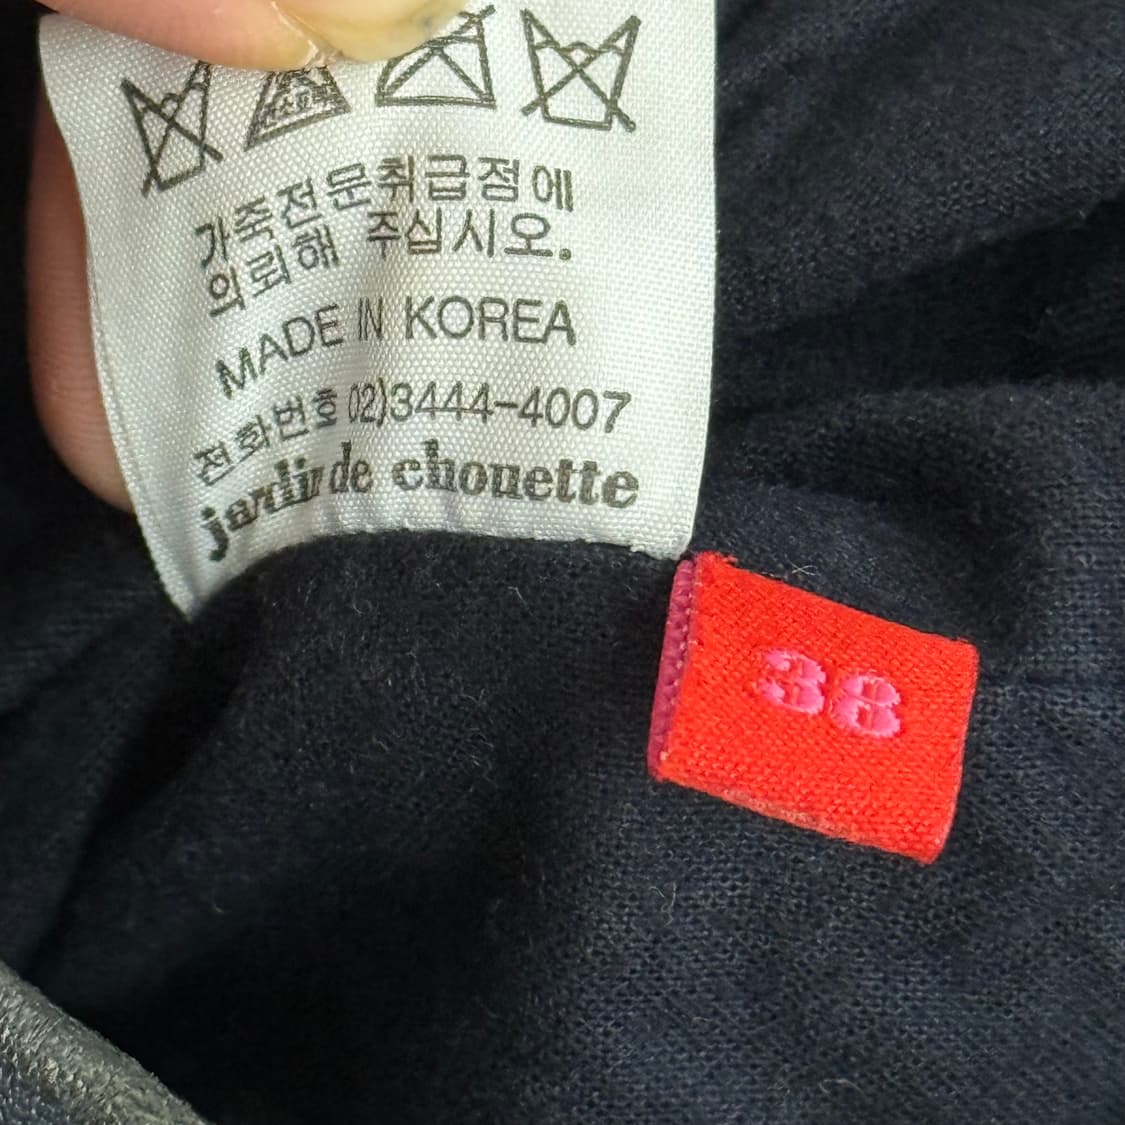 가죽전문취급점에
의뢰해 주십시오.
MADE IN KOREA
전화번호 02)3444-4007
jardin de chouette
38